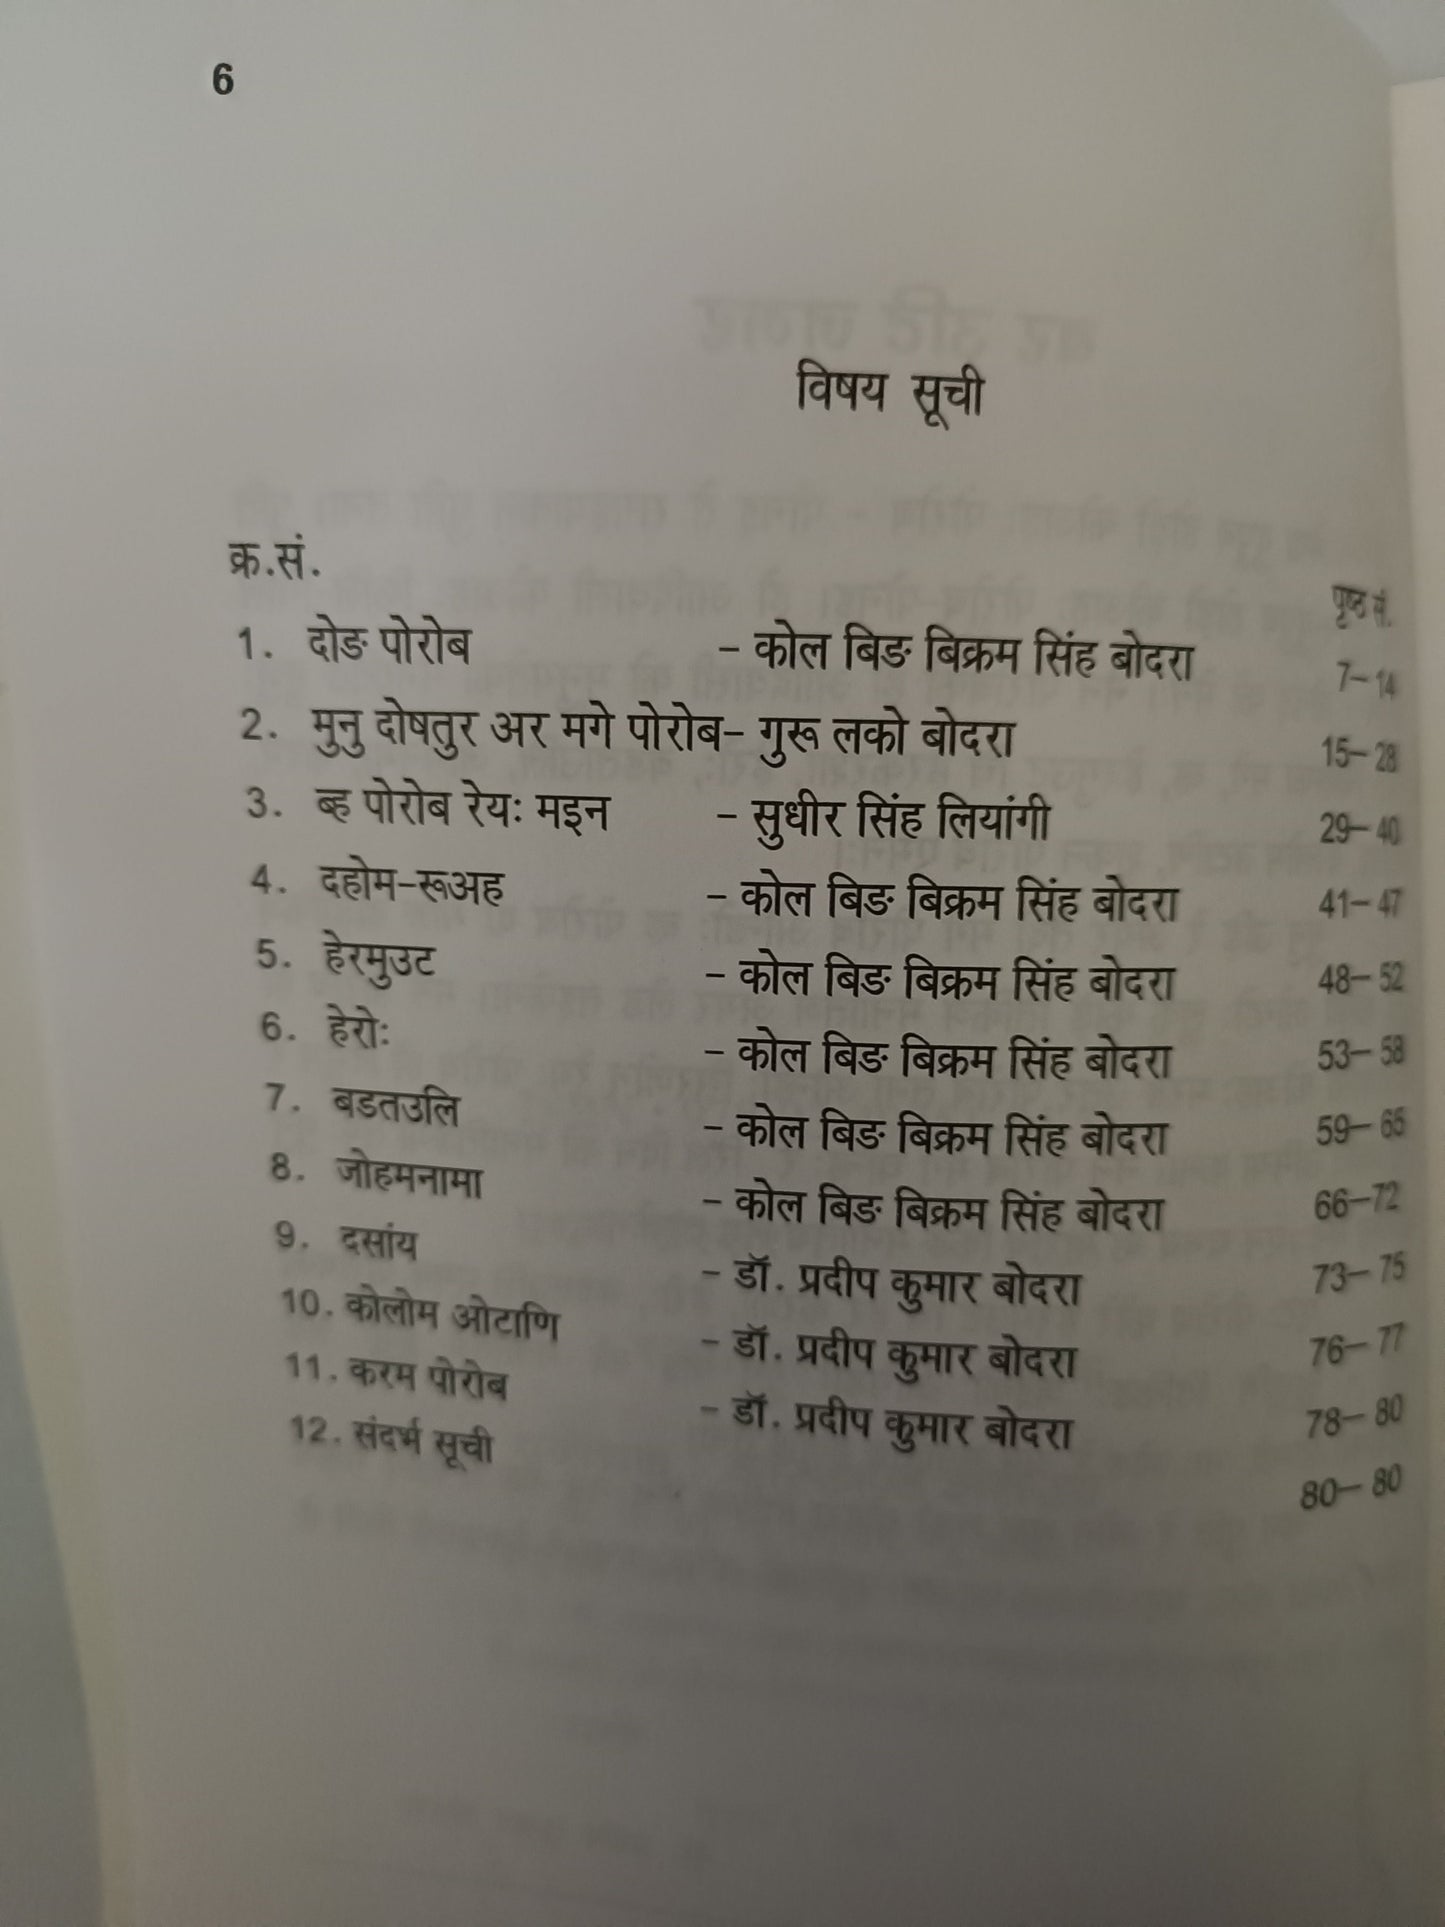 6
विषय सूची
क्र.सं. पृष्ठ सं.
1. दोङ पोरोब – कोल बिङ बिक्रम सिंह बोदरा 7–14
2. मुनु दोषतुर अर मगे पोरोब– गुरू लको बोदरा 15–28
3. ब्ह पोरोब रेयः मइन – सुधीर सिंह लियांगी 29–40
4. दहोम–रूअह – कोल बिङ बिक्रम सिंह बोदरा 41–47
5. हेरमुउट – कोल बिङ बिक्रम सिंह बोदरा 48–52
6. हेरोः – कोल बिङ बिक्रम सिंह बोदरा 53–58
7. बडतउलि – कोल बिङ बिक्रम सिंह बोदरा 59–65
8. जोहमनामा – कोल बिङ बिक्रम सिंह बोदरा 66–72
9. दसांय – डॉ. प्रदीप कुमार बोदरा 73–75
10. कोलोम ओटाणि – डॉ. प्रदीप कुमार बोदरा 76–77
11. करम पोरोब – डॉ. प्रदीप कुमार बोदरा 78–80
12. संदर्भ सूची 80–80